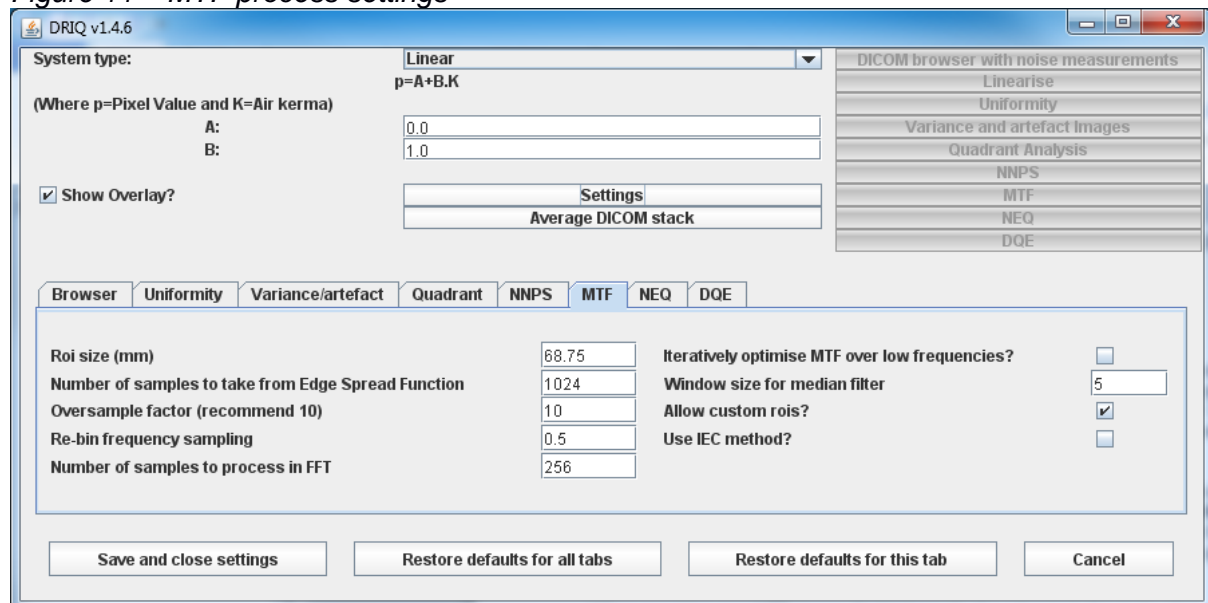 Figure 11 – MTF process settings
DRIQ v1.4.6
System type:
Linear
p=A+B.K
(Where p=Pixel Value and K=Air kerma)
A:
0.0
B:
1.0
Show Overlay?
Settings
Average DICOM stack
DICOM browser with noise measurements
Linearise
Uniformity
Variance and artefact Images
Quadrant Analysis
NNPS
MTF
NEQ
DQE
Browser Uniformity Variance/artefact Quadrant NNPS MTF NEQ DQE
Roi size (mm) 68.75
Number of samples to take from Edge Spread Function 1024
Oversample factor (recommend 10) 10
Re-bin frequency sampling 0.5
Number of samples to process in FFT 256
Iteratively optimise MTF over low frequencies?
Window size for median filter 5
Allow custom rois?
Use IEC method?
Save and close settings Restore defaults for all tabs Restore defaults for this tab Cancel